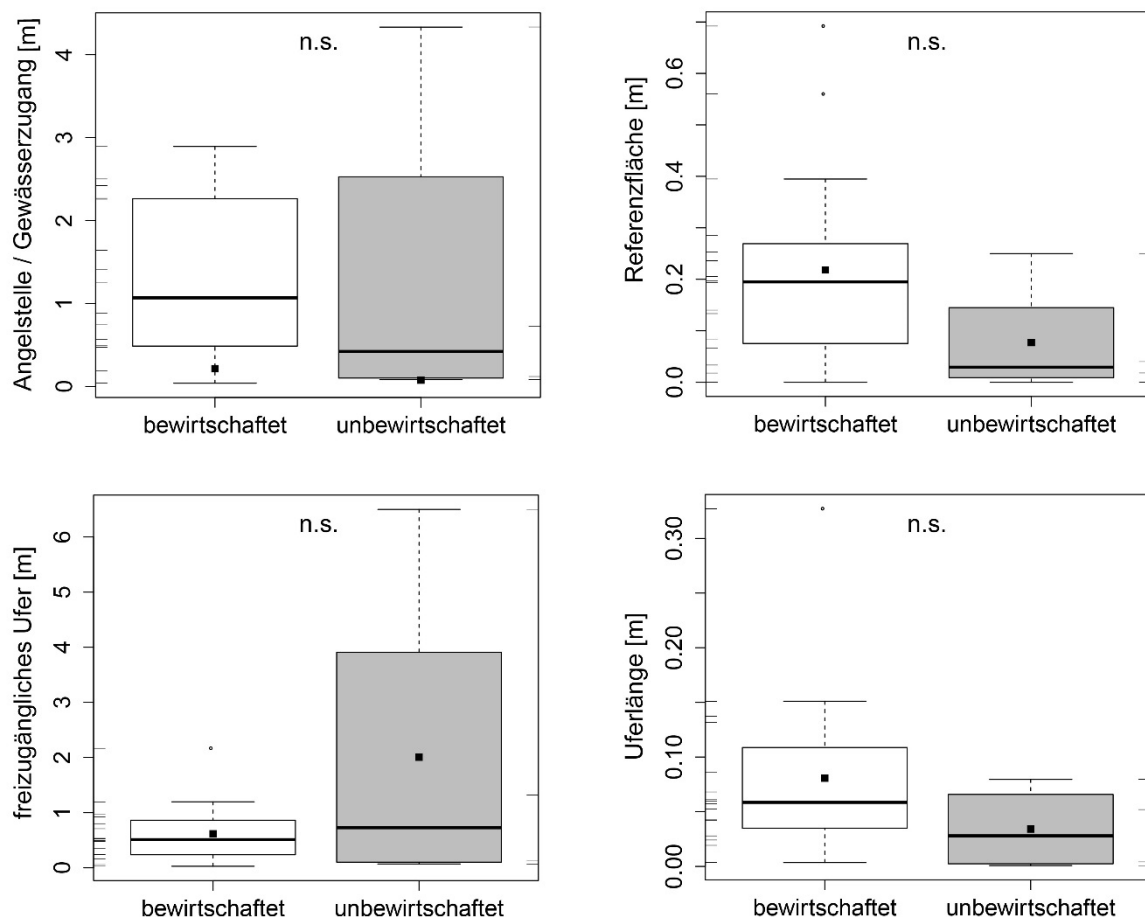 Angelstelle / Gewässerzugang [m]
0 1 2 3 4
n.s.
bewirtschaftet unbewirtschaftet
Referenzfläche [m]
0.0 0.2 0.4 0.6
n.s.
bewirtschaftet unbewirtschaftet
freizugängliches Ufer [m]
0 1 2 3 4 5 6
n.s.
bewirtschaftet unbewirtschaftet
Uferlänge [m]
0.00 0.10 0.20 0.30
n.s.
bewirtschaftet unbewirtschaftet